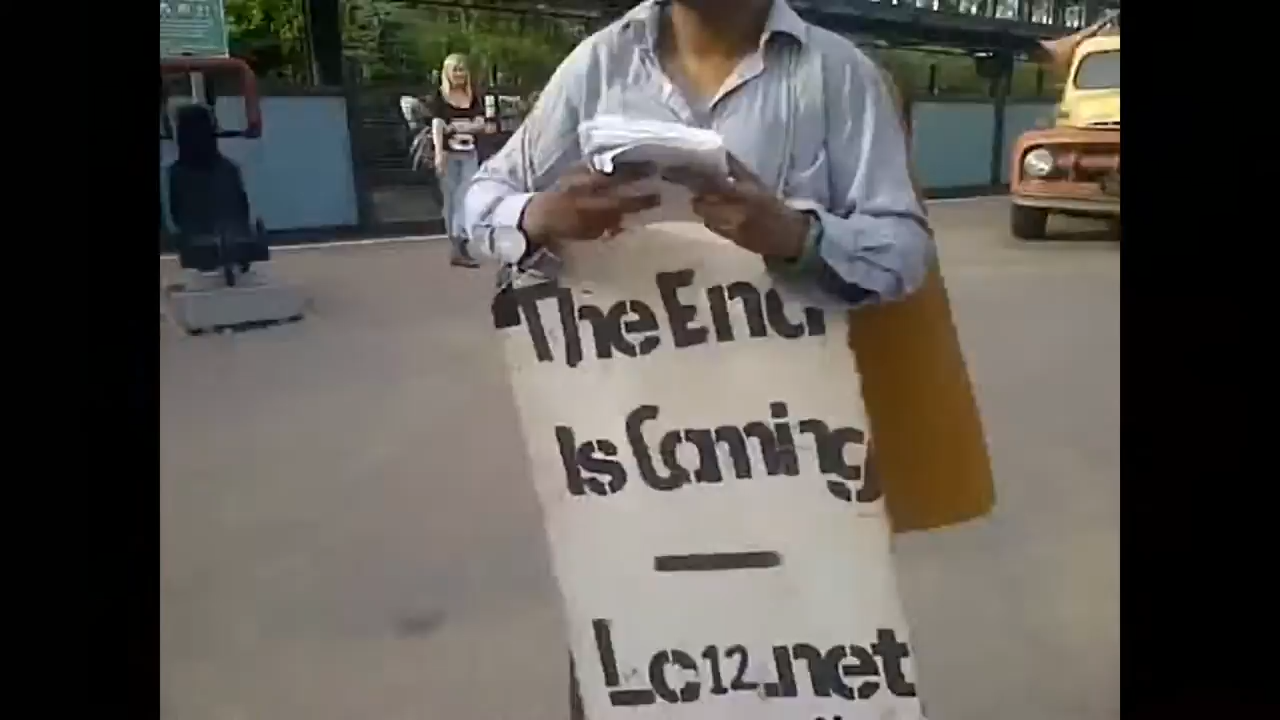 The End
Is Coming
—
Lc12.net